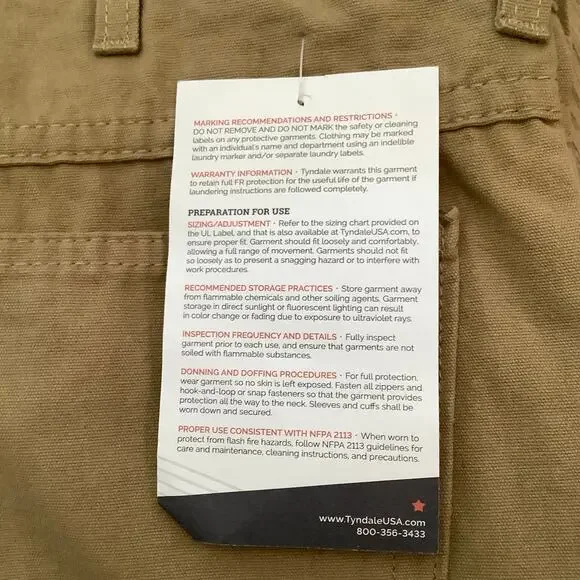 MARKING RECOMMENDATIONS AND RESTRICTIONS •
DO NOT REMOVE AND DO NOT MARK the safety or cleaning
labels on any protective garments. Clothing may be marked
with an individual's name and department using an indelible
laundry marker and/or separate laundry labels.
WARRANTY INFORMATION • Tyndale warrants this garment
to retain full FR protection for the useful life of the garment if
laundering instructions are followed completely.
PREPARATION FOR USE
SIZING/ADJUSTMENT • Refer to the sizing chart provided on
the UL Label, and that is also available at TyndaleUSA.com, to
ensure proper fit. Garment should fit loosely and comfortably,
allowing a full range of movement. Garments should not fit
so loosely as to present a snagging hazard or to interfere with
work procedures.
RECOMMENDED STORAGE PRACTICES • Store garment away
from flammable chemicals and other soiling agents. Garment
storage in direct sunlight or fluorescent lighting can result
in color change or fading due to exposure to ultraviolet rays.
INSPECTION FREQUENCY AND DETAILS • Fully inspect
garment prior to each use, and ensure that garments are not
soiled with flammable substances.
DONNING AND DOFFING PROCEDURES • For full protection,
wear garment so no skin is left exposed. Fasten all zippers and
hook-and-loop or snap fasteners so that the garment provides
protection all the way to the neck. Sleeves and cuffs shall be
worn down and secured.
PROPER USE CONSISTENT WITH NFPA 2113 • When worn to
protect from flash fire hazards, follow NFPA 2113 guidelines for
care and maintenance, cleaning instructions, and precautions.
www.TyndaleUSA.com
800-356-3433